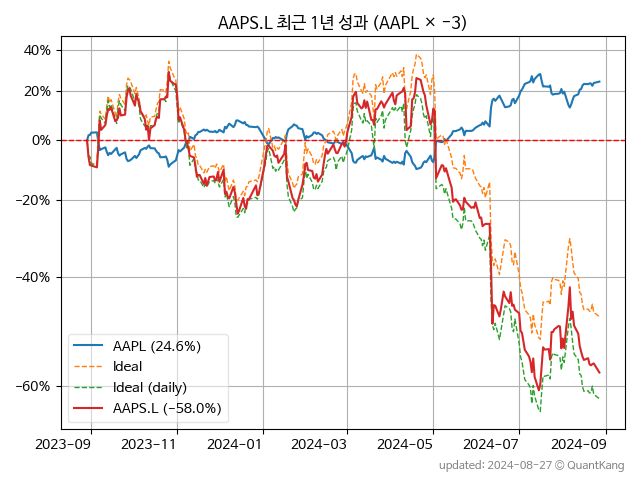 AAPS.L 최근 1년 성과 (AAPL × −3)
40%
20%
0%
−20%
−40%
−60%
AAPL (24.6%)
Ideal
Ideal (daily)
AAPS.L (−58.0%)
2023-09 2023-11 2024-01 2024-03 2024-05 2024-07 2024-09
updated: 2024-08-27 © QuantKang